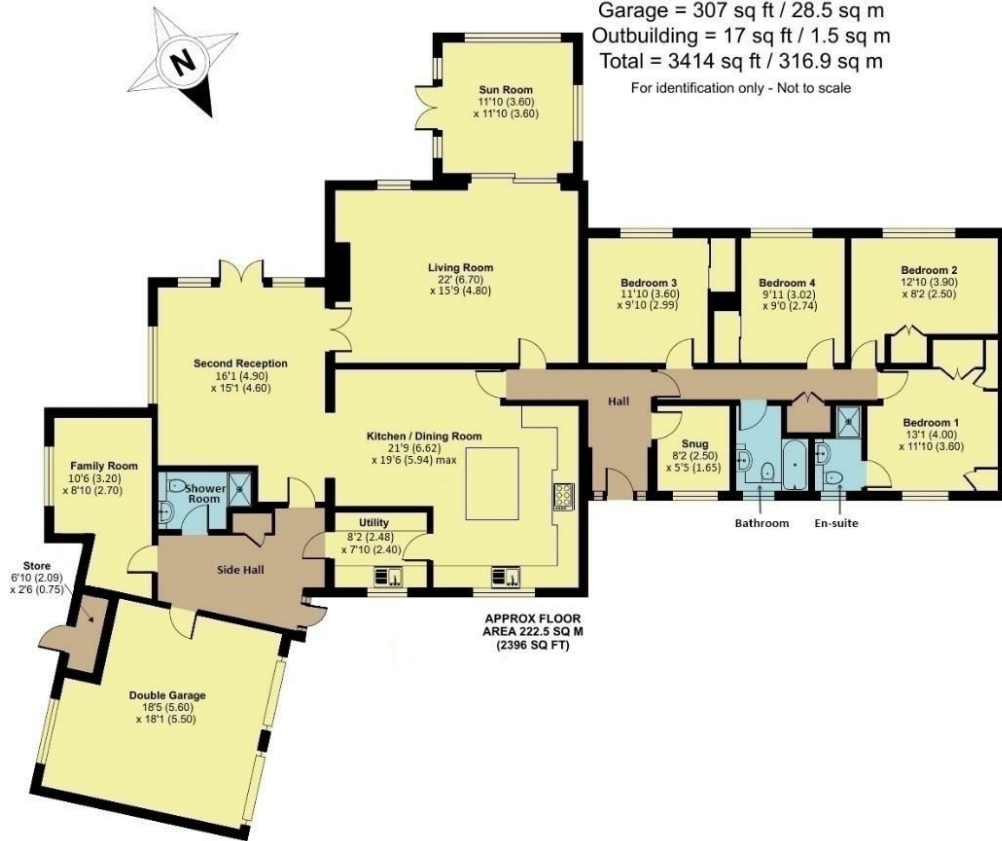 Garage = 307 sq ft / 28.5 sq m
Outbuilding = 17 sq ft / 1.5 sq m
Total = 3414 sq ft / 316.9 sq m
For identification only - Not to scale
N
Sun Room
11'10 (3.60)
x 11'10 (3.60)
Living Room
22' (6.70)
x 15'9 (4.80)
Bedroom 3
11'10 (3.60)
x 9'10 (2.99)
Bedroom 4
9'11 (3.02)
x 9'0 (2.74)
Bedroom 2
12'10 (3.90)
x 8'2 (2.50)
Second Reception
16'1 (4.90)
x 15'1 (4.60)
Kitchen / Dining Room
21'9 (6.62)
x 19'6 (5.94) max
Hall
Snug
8'2 (2.50)
x 5'5 (1.65)
Bedroom 1
13'1 (4.00)
x 11'10 (3.60)
Family Room
10'6 (3.20)
x 8'10 (2.70)
Shower
Room
Utility
8'2 (2.48)
x 7'10 (2.40)
Bathroom
En-suite
Side Hall
Store
6'10 (2.09)
x 2'6 (0.75)
APPROX FLOOR
AREA 222.5 SQ M
(2396 SQ FT)
Double Garage
18'5 (5.60)
x 18'1 (5.50)